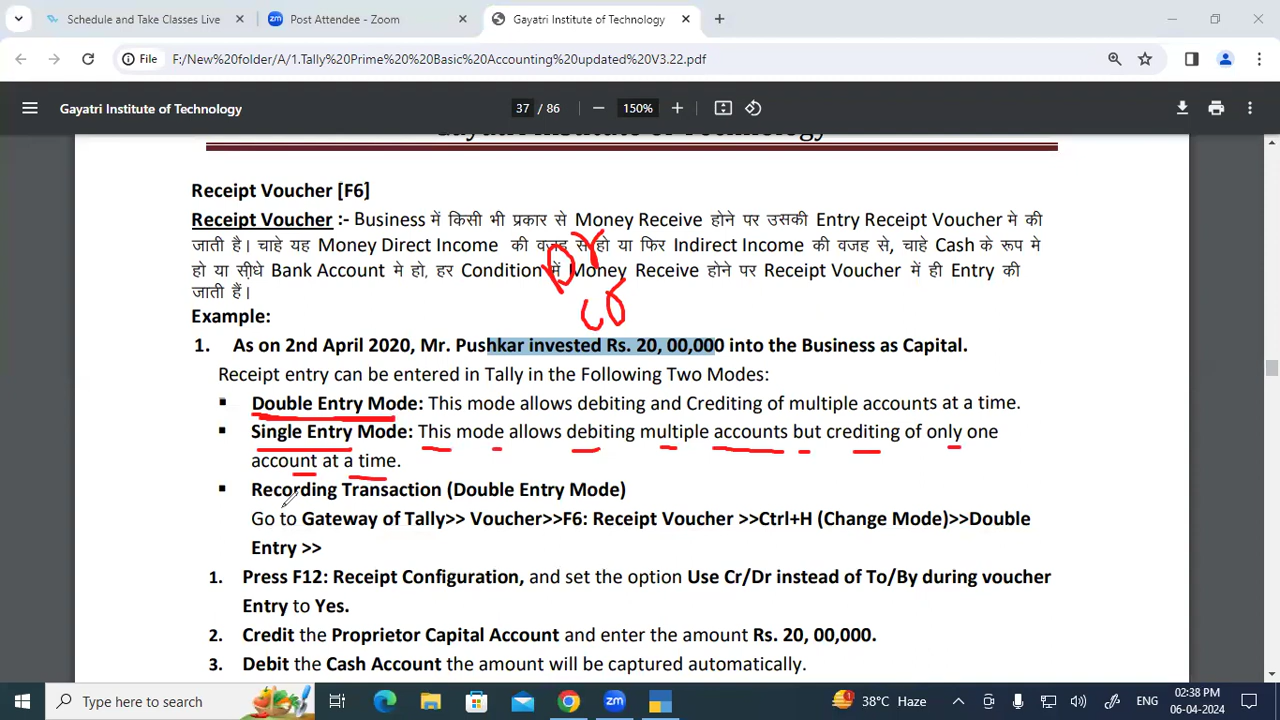 Schedule and Take Classes Live
Post Attendee - Zoom
Gayatri Institute of Technology
File
F:/New%20folder/A/1.Tally%20Prime%20%20Basic%20Accounting%20updated%20V3.22.pdf
Gayatri Institute of Technology
37 / 86
150%
Gayatri Institute of Technology
Receipt Voucher [F6]
Receipt Voucher :- Business में किसी भी प्रकार से Money Receive होने पर उसकी Entry Receipt Voucher मे की
जाती है। चाहे यह Money Direct Income की वजह से हो या फिर Indirect Income की वजह से, चाहे Cash के रूप मे
हो या सीधे Bank Account मे हो, हर Condition में Money Receive होने पर Receipt Voucher में ही Entry की
जाती हैं।
Dr
Cr
Example:
1. As on 2nd April 2020, Mr. Pushkar invested Rs. 20, 00,000 into the Business as Capital.
Receipt entry can be entered in Tally in the Following Two Modes:
▪ Double Entry Mode: This mode allows debiting and Crediting of multiple accounts at a time.
▪ Single Entry Mode: This mode allows debiting multiple accounts but crediting of only one
account at a time.
▪ Recording Transaction (Double Entry Mode)
Go to Gateway of Tally>> Voucher>>F6: Receipt Voucher >>Ctrl+H (Change Mode)>>Double
Entry >>
1. Press F12: Receipt Configuration, and set the option Use Cr/Dr instead of To/By during voucher
Entry to Yes.
2. Credit the Proprietor Capital Account and enter the amount Rs. 20, 00,000.
3. Debit the Cash Account the amount will be captured automatically.
Type here to search
1
38°C Haze
ENG
02:38 PM
06-04-2024